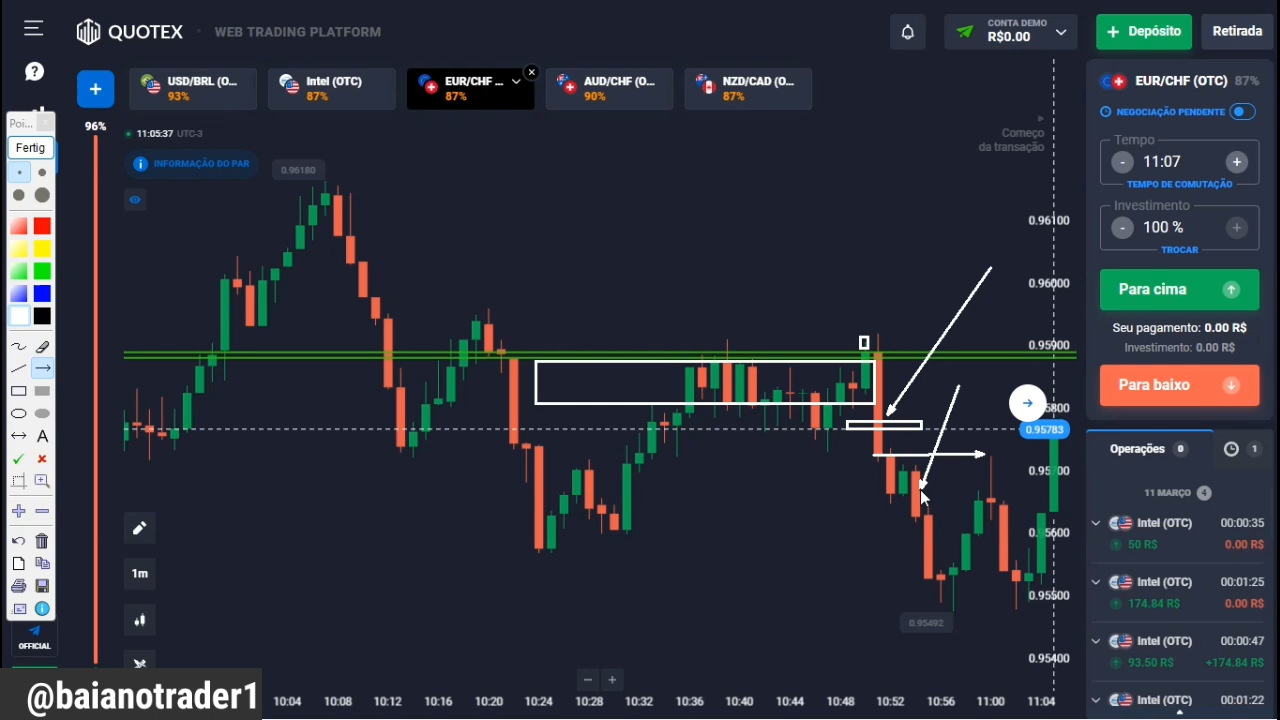 QUOTEX
WEB TRADING PLATFORM
CONTA DEMO
R$0.00
+ Depósito
Retirada
USD/BRL (O...
93%
Intel (OTC)
87%
EUR/CHF ...
87%
AUD/CHF (O...
90%
NZD/CAD (O...
87%
EUR/CHF (OTC) 87%
NEGOCIAÇÃO PENDENTE
Tempo
- 11:07 +
TEMPO DE COMUTAÇÃO
Investimento
- 100 % +
TROCAR
Para cima
Seu pagamento: 0.00 R$
Investimento: 0.00 R$
Para baixo
Operações 0
1
11 MARÇO 4
Intel (OTC) 00:00:35
50 R$ 0.00 R$
Intel (OTC) 00:01:25
174.84 R$ 0.00 R$
Intel (OTC) 00:00:47
93.50 R$ +174.84 R$
Intel (OTC) 00:01:22
Poi...
Fertig
A
OFFICIAL
96%
11:05:37 UTC-3
INFORMAÇÃO DO PAR
0.96180
Começo
da transação
0.96100
0.96000
0.95900
0.95800
0.95783
0.95700
0.95600
0.95500
0.95400
0.95492
1m
10:04 10:08 10:12 10:16 10:20 10:24 10:28 10:32 10:36 10:40 10:44 10:48 10:52 10:56 11:00 11:04
@baianotrader1